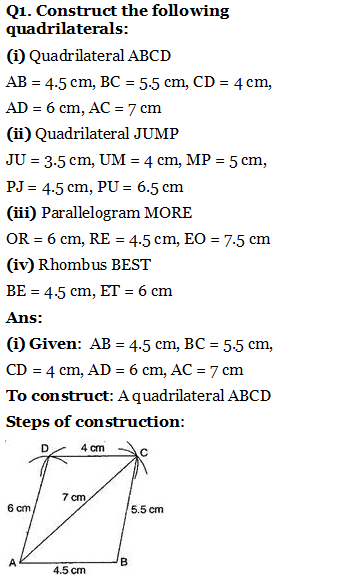 Q1. Construct the following
quadrilaterals:
(i) Quadrilateral ABCD
AB = 4.5 cm, BC = 5.5 cm, CD = 4 cm,
AD = 6 cm, AC = 7 cm
(ii) Quadrilateral JUMP
JU = 3.5 cm, UM = 4 cm, MP = 5 cm,
PJ = 4.5 cm, PU = 6.5 cm
(iii) Parallelogram MORE
OR = 6 cm, RE = 4.5 cm, EO = 7.5 cm
(iv) Rhombus BEST
BE = 4.5 cm, ET = 6 cm
Ans:
(i) Given: AB = 4.5 cm, BC = 5.5 cm,
CD = 4 cm, AD = 6 cm, AC = 7 cm
To construct: A quadrilateral ABCD
Steps of construction:
D 4 cm C
7 cm
6 cm 5.5 cm
A B
4.5 cm